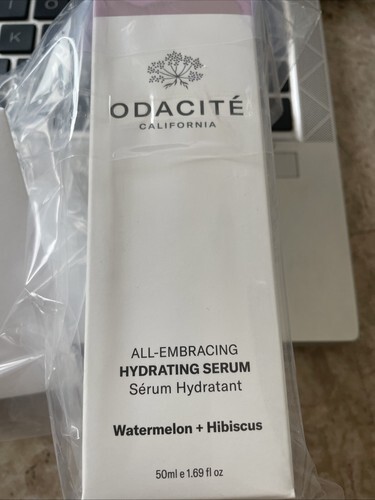 ODACITÉ
CALIFORNIA
ALL-EMBRACING
HYDRATING SERUM
Sérum Hydratant
Watermelon + Hibiscus
50ml e 1.69 fl oz